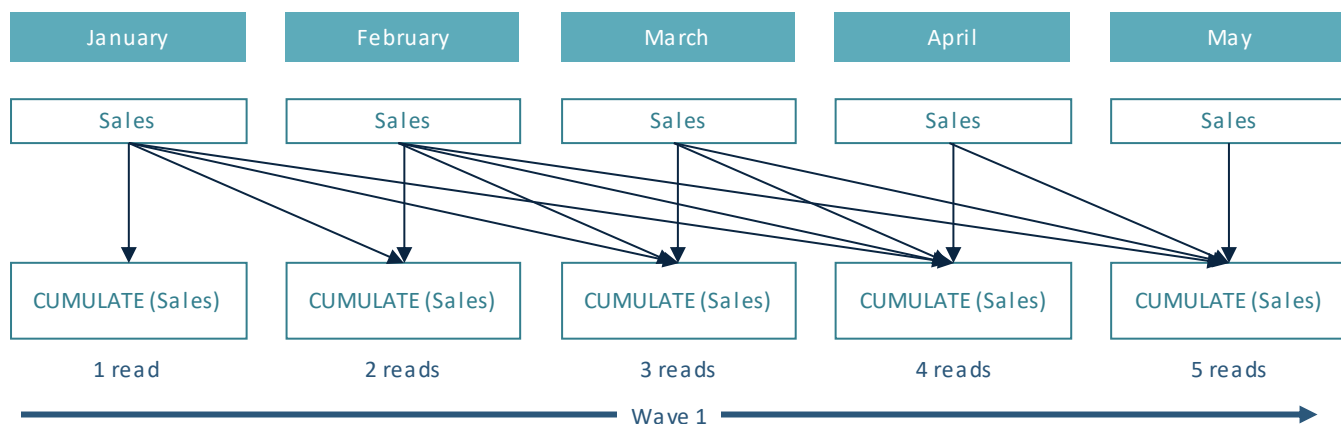 January February March April May
Sales Sales Sales Sales Sales
CUMULATE (Sales) CUMULATE (Sales) CUMULATE (Sales) CUMULATE (Sales) CUMULATE (Sales)
1 read 2 reads 3 reads 4 reads 5 reads
Wave 1